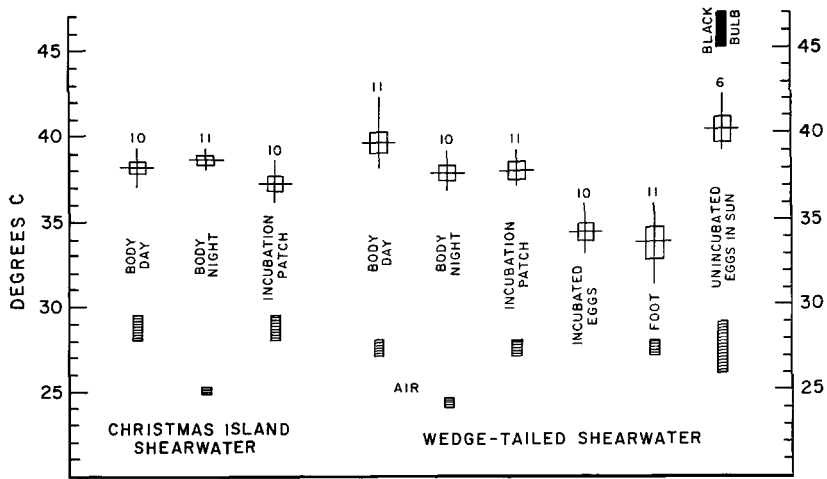 DEGREES C
45
40
35
30
25
10
11
10
11
10
11
10
11
6
BLACK
BULB
BODY
DAY
BODY
NIGHT
INCUBATION
PATCH
BODY
DAY
BODY
NIGHT
INCUBATION
PATCH
INCUBATED
EGGS
FOOT
UNINCUBATED
EGGS IN SUN
AIR
CHRISTMAS ISLAND
SHEARWATER
WEDGE-TAILED SHEARWATER
45
40
35
30
25